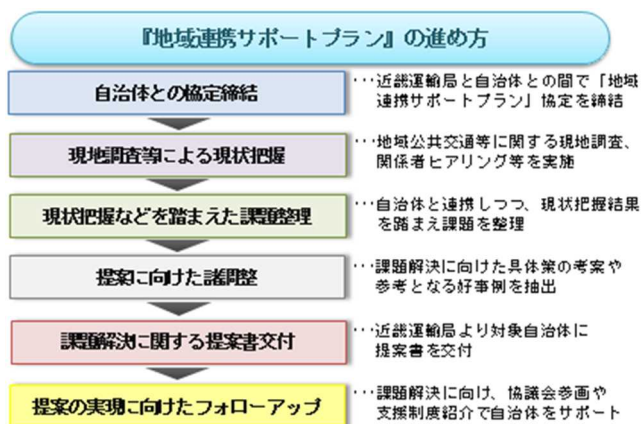 『地域連携サポートプラン』の進め方
自治体との協定締結
･･･近畿運輸局と自治体との間で「地域
連携サポートプラン」協定を締結
現地調査等による現状把握
･･･地域公共交通等に関する現地調査、
関係者ヒアリング等を実施
現状把握などを踏まえた課題整理
･･･自治体と連携しつつ、現状把握結果
を踏まえ課題を整理
提案に向けた諸調整
･･･課題解決に向けた具体策の考案や
参考となる好事例を抽出
課題解決に関する提案書交付
･･･近畿運輸局より対象自治体に
提案書を交付
提案の実現に向けたフォローアップ
･･･課題解決に向け、協議会参画や
支援制度紹介で自治体をサポート